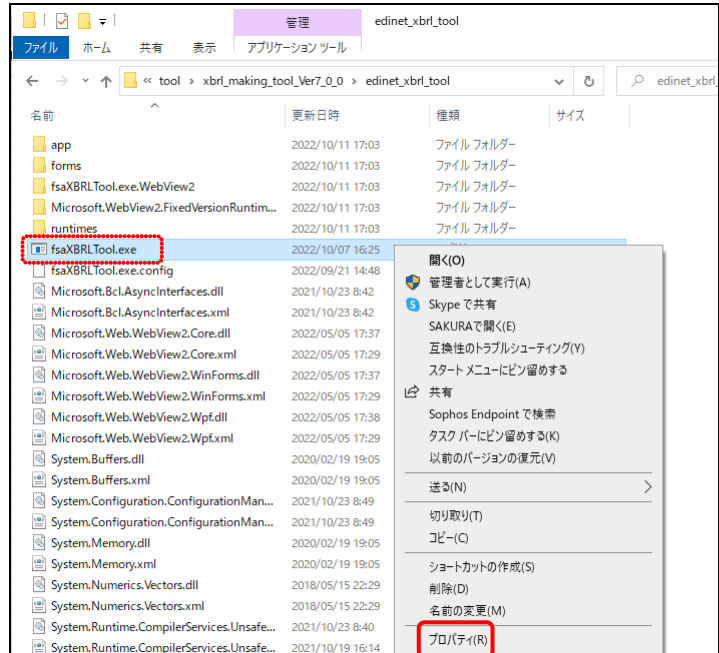 管理 edinet_xbrl_tool
ファイル ホーム 共有 表示 アプリケーション ツール
« tool › xbrl_making_tool_Ver7_0_0 › edinet_xbrl_tool edinet_xbrl_
名前 更新日時 種類 サイズ
app 2022/10/11 17:03 ファイル フォルダー
forms 2022/10/11 17:03 ファイル フォルダー
fsaXBRLTool.exe.WebView2 2022/10/11 17:03 ファイル フォルダー
Microsoft.WebView2.FixedVersionRuntim... 2022/10/11 17:03 ファイル フォルダー
runtimes 2022/10/11 17:03 ファイル フォルダー
fsaXBRLTool.exe 2022/10/07 16:25
fsaXBRLTool.exe.config 2022/09/21 14:48
Microsoft.Bcl.AsyncInterfaces.dll 2021/10/23 8:42
Microsoft.Bcl.AsyncInterfaces.xml 2021/10/23 8:42
Microsoft.Web.WebView2.Core.dll 2022/05/05 17:37
Microsoft.Web.WebView2.Core.xml 2022/05/05 17:29
Microsoft.Web.WebView2.WinForms.dll 2022/05/05 17:37
Microsoft.Web.WebView2.WinForms.xml 2022/05/05 17:29
Microsoft.Web.WebView2.Wpf.dll 2022/05/05 17:38
Microsoft.Web.WebView2.Wpf.xml 2022/05/05 17:29
System.Buffers.dll 2020/02/19 19:05
System.Buffers.xml 2020/02/19 19:05
System.Configuration.ConfigurationMan... 2021/10/23 8:49
System.Configuration.ConfigurationMan... 2021/10/23 8:49
System.Memory.dll 2020/02/19 19:05
System.Memory.xml 2020/02/19 19:05
System.Numerics.Vectors.dll 2018/05/15 22:29
System.Numerics.Vectors.xml 2018/05/15 22:29
System.Runtime.CompilerServices.Unsafe... 2021/10/23 8:40
System.Runtime.CompilerServices.Unsafe... 2021/10/19 16:14
開く(O)
管理者として実行(A)
S Skype で共有
SAKURAで開く(E)
互換性のトラブルシューティング(Y)
スタート メニューにピン留めする
共有
Sophos Endpoint で検索
タスク バーにピン留めする(K)
以前のバージョンの復元(V)
送る(N)
切り取り(T)
コピー(C)
ショートカットの作成(S)
削除(D)
名前の変更(M)
プロパティ(R)